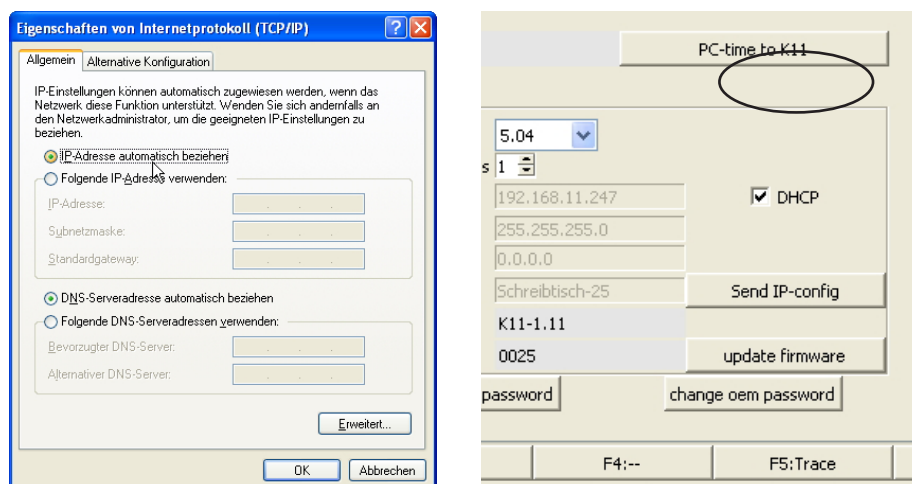 Eigenschaften von Internetprotokoll (TCP/IP)
Allgemein
Alternative Konfiguration
IP-Einstellungen können automatisch zugewiesen werden, wenn das
Netzwerk diese Funktion unterstützt. Wenden Sie sich andernfalls an
den Netzwerkadministrator, um die geeigneten IP-Einstellungen zu
beziehen.
IP-Adresse automatisch beziehen
Folgende IP-Adresse verwenden:
IP-Adresse:
Subnetzmaske:
Standardgateway:
DNS-Serveradresse automatisch beziehen
Folgende DNS-Serveradressen verwenden:
Bevorzugter DNS-Server:
Alternativer DNS-Server:
Erweitert...
OK
Abbrechen
PC-time to K11
5.04
s 1
192.168.11.247
DHCP
255.255.255.0
0.0.0.0
Schreibtisch-25
Send IP-config
K11-1.11
0025
update firmware
password
change oem password
F4:--
F5:Trace